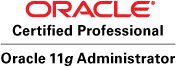 ORACLE
Certified Professional
Oracle 11g Administrator